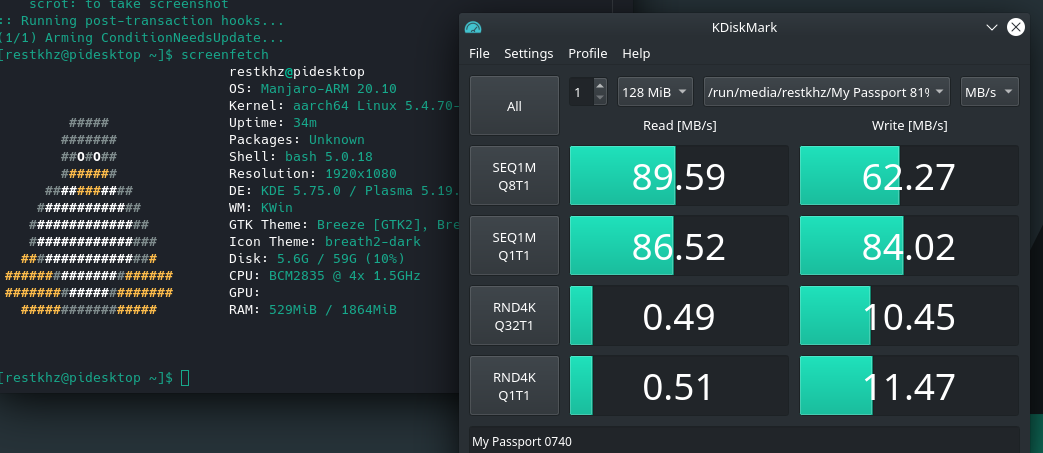 scrot: to take screenshot
:: Running post-transaction hooks...
(1/1) Arming ConditionNeedsUpdate...
[restkhz@pidesktop ~]$ screenfetch
restkhz@pidesktop
OS: Manjaro-ARM 20.10
Kernel: aarch64 Linux 5.4.70-
##### Uptime: 34m
####### Packages: Unknown
##O#O## Shell: bash 5.0.18
####### Resolution: 1920x1080
########### DE: KDE 5.75.0 / Plasma 5.19.
############# WM: KWin
############### GTK Theme: Breeze [GTK2], Bre
################ Icon Theme: breath2-dark
################# Disk: 5.6G / 59G (10%)
##################### CPU: BCM2835 @ 4x 1.5GHz
##################### GPU:
################# RAM: 529MiB / 1864MiB
[restkhz@pidesktop ~]$
KDiskMark
File Settings Profile Help
All 1 128 MiB /run/media/restkhz/My Passport 81% MB/s
Read [MB/s] Write [MB/s]
SEQ1M
Q8T1 89.59 62.27
SEQ1M
Q1T1 86.52 84.02
RND4K
Q32T1 0.49 10.45
RND4K
Q1T1 0.51 11.47
My Passport 0740